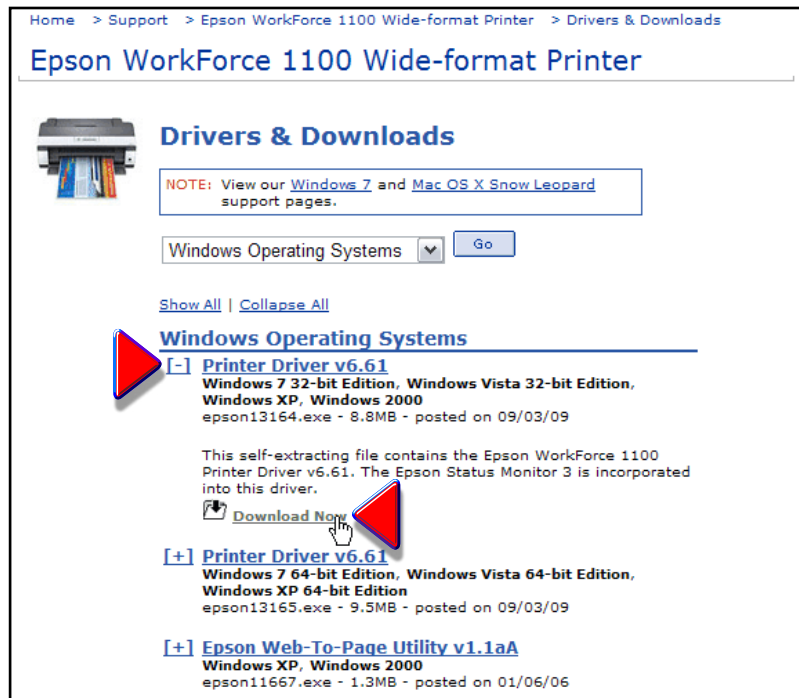 Home > Support > Epson WorkForce 1100 Wide-format Printer > Drivers & Downloads
Epson WorkForce 1100 Wide-format Printer
Drivers & Downloads
NOTE: View our Windows 7 and Mac OS X Snow Leopard
support pages.
Windows Operating Systems Go
Show All | Collapse All
Windows Operating Systems
[-] Printer Driver v6.61
Windows 7 32-bit Edition, Windows Vista 32-bit Edition,
Windows XP, Windows 2000
epson13164.exe - 8.8MB - posted on 09/03/09
This self-extracting file contains the Epson WorkForce 1100
Printer Driver v6.61. The Epson Status Monitor 3 is incorporated
into this driver.
Download Now
[+] Printer Driver v6.61
Windows 7 64-bit Edition, Windows Vista 64-bit Edition,
Windows XP 64-bit Edition
epson13165.exe - 9.5MB - posted on 09/03/09
[+] Epson Web-To-Page Utility v1.1aA
Windows XP, Windows 2000
epson11667.exe - 1.3MB - posted on 01/06/06